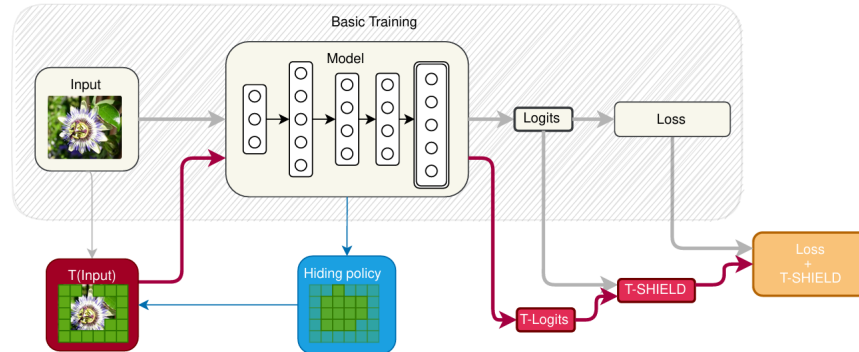 Basic Training
Model
Input
Logits
Loss
T(Input)
Hiding policy
T-Logits
T-SHIELD
Loss
+
T-SHIELD